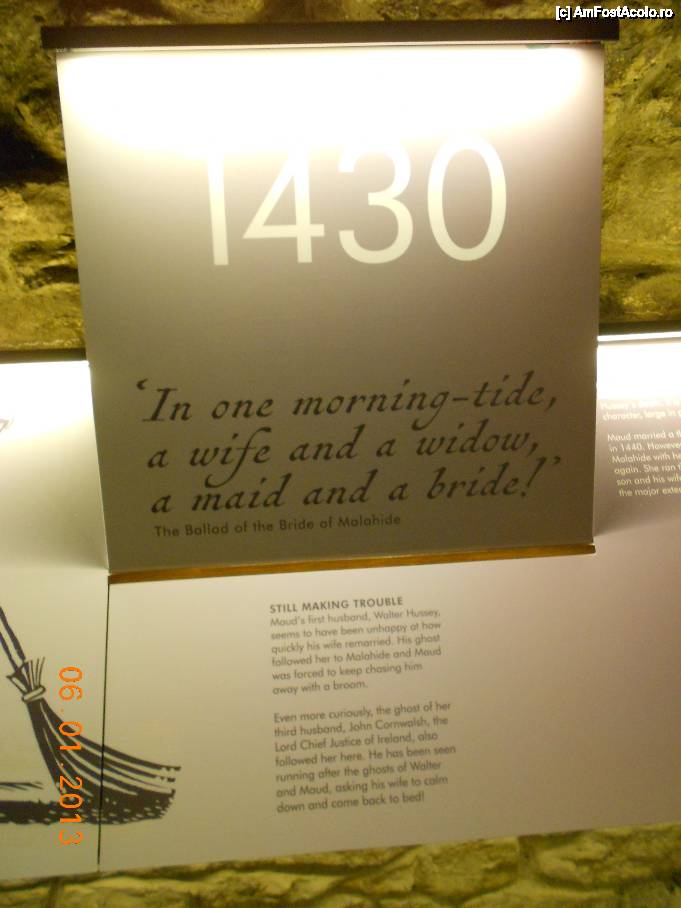 [c] AmFostAcolo.ro
1430
‘In one morning-tide,
a wife and a widow,
a maid and a bride!’
The Ballad of the Bride of Malahide
STILL MAKING TROUBLE
Maud's first husband, Walter Hussey,
seems to have been unhappy at how
quickly his wife remarried. His ghost
followed her to Malahide and Maud
was forced to keep chasing him
away with a broom.
Even more curiously, the ghost of her
third husband, John Cornwalsh, the
Lord Chief Justice of Ireland, also
followed her here. He has been seen
running after the ghosts of Walter
and Maud, asking his wife to calm
down and come back to bed!
character, large in
Maud married a
in 1440. However
Malahide with he
again. She ran
son and his wif
the major exte
06.01.2013